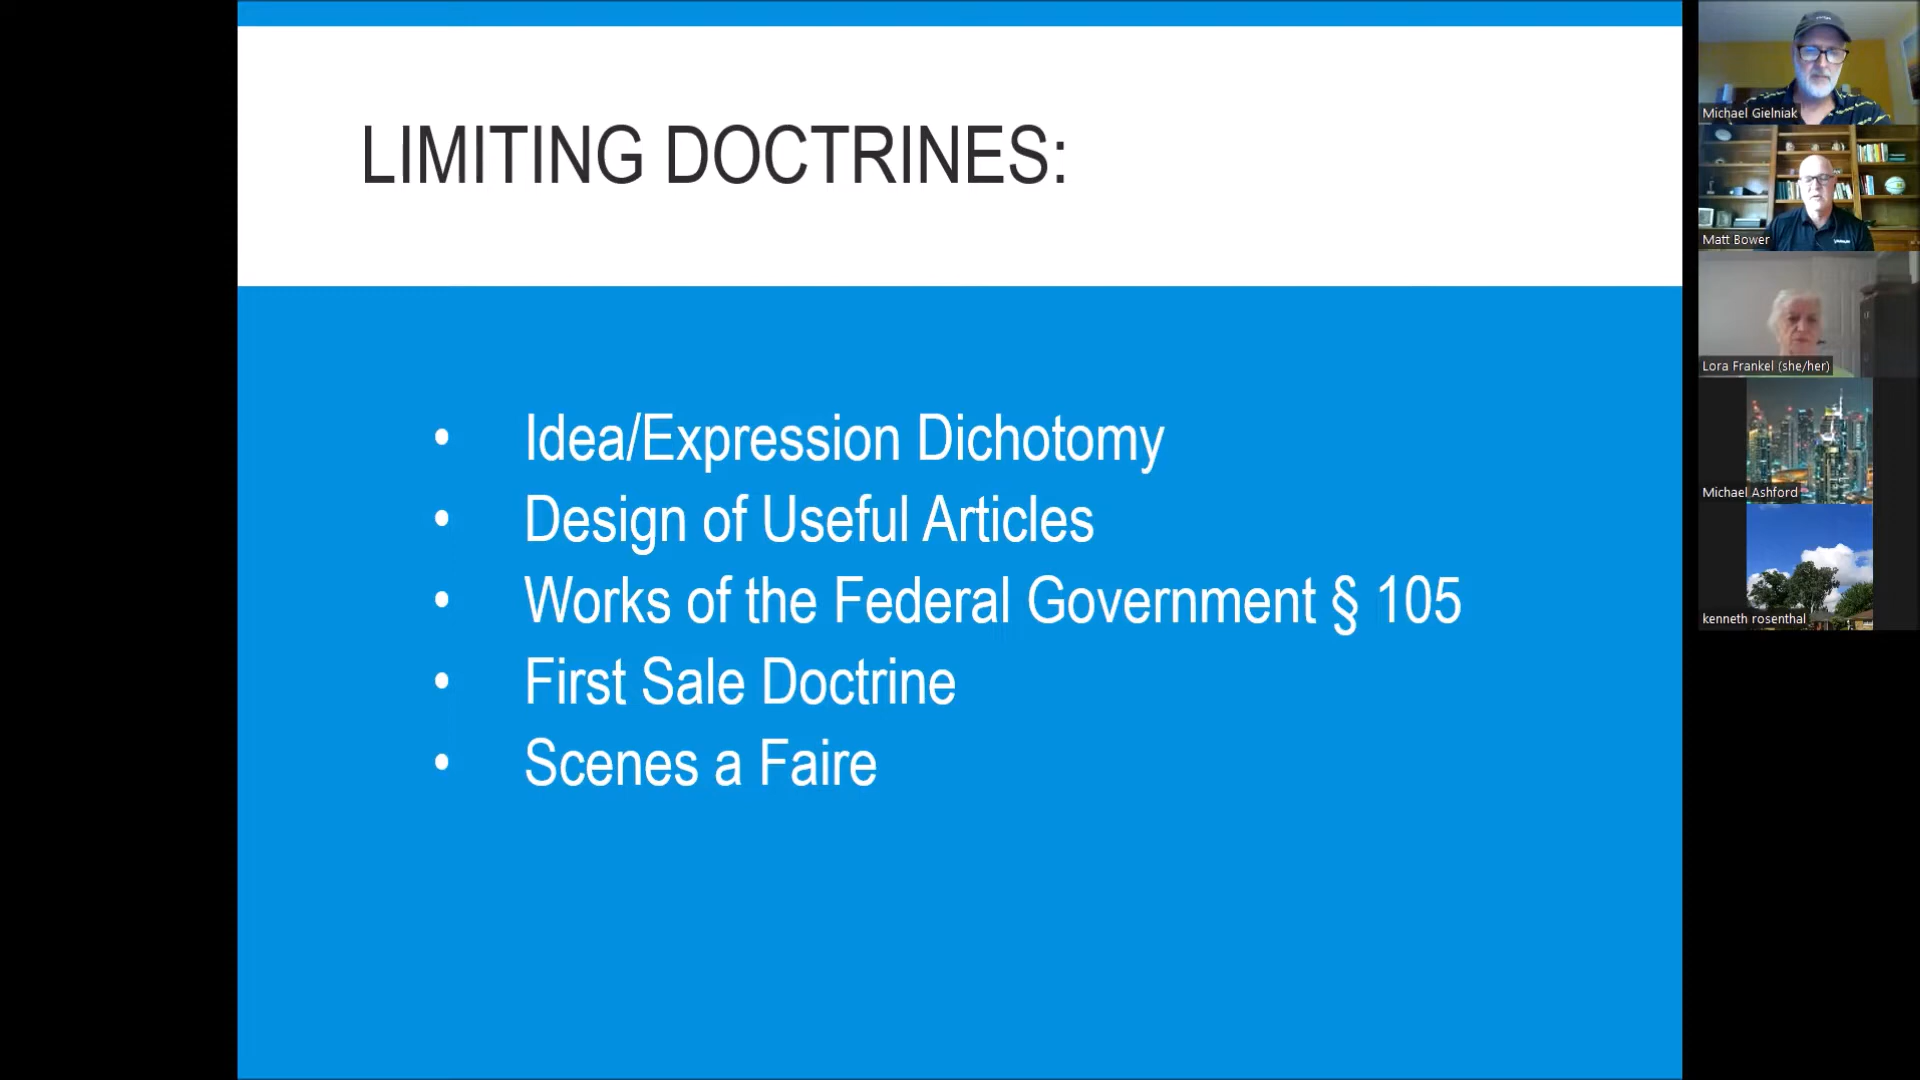 LIMITING DOCTRINES:
• Idea/Expression Dichotomy
• Design of Useful Articles
• Works of the Federal Government § 105
• First Sale Doctrine
• Scenes a Faire
Michael Gielniak
Matt Bower
Lora Frankel (she/her)
Michael Ashford
kenneth rosenthal